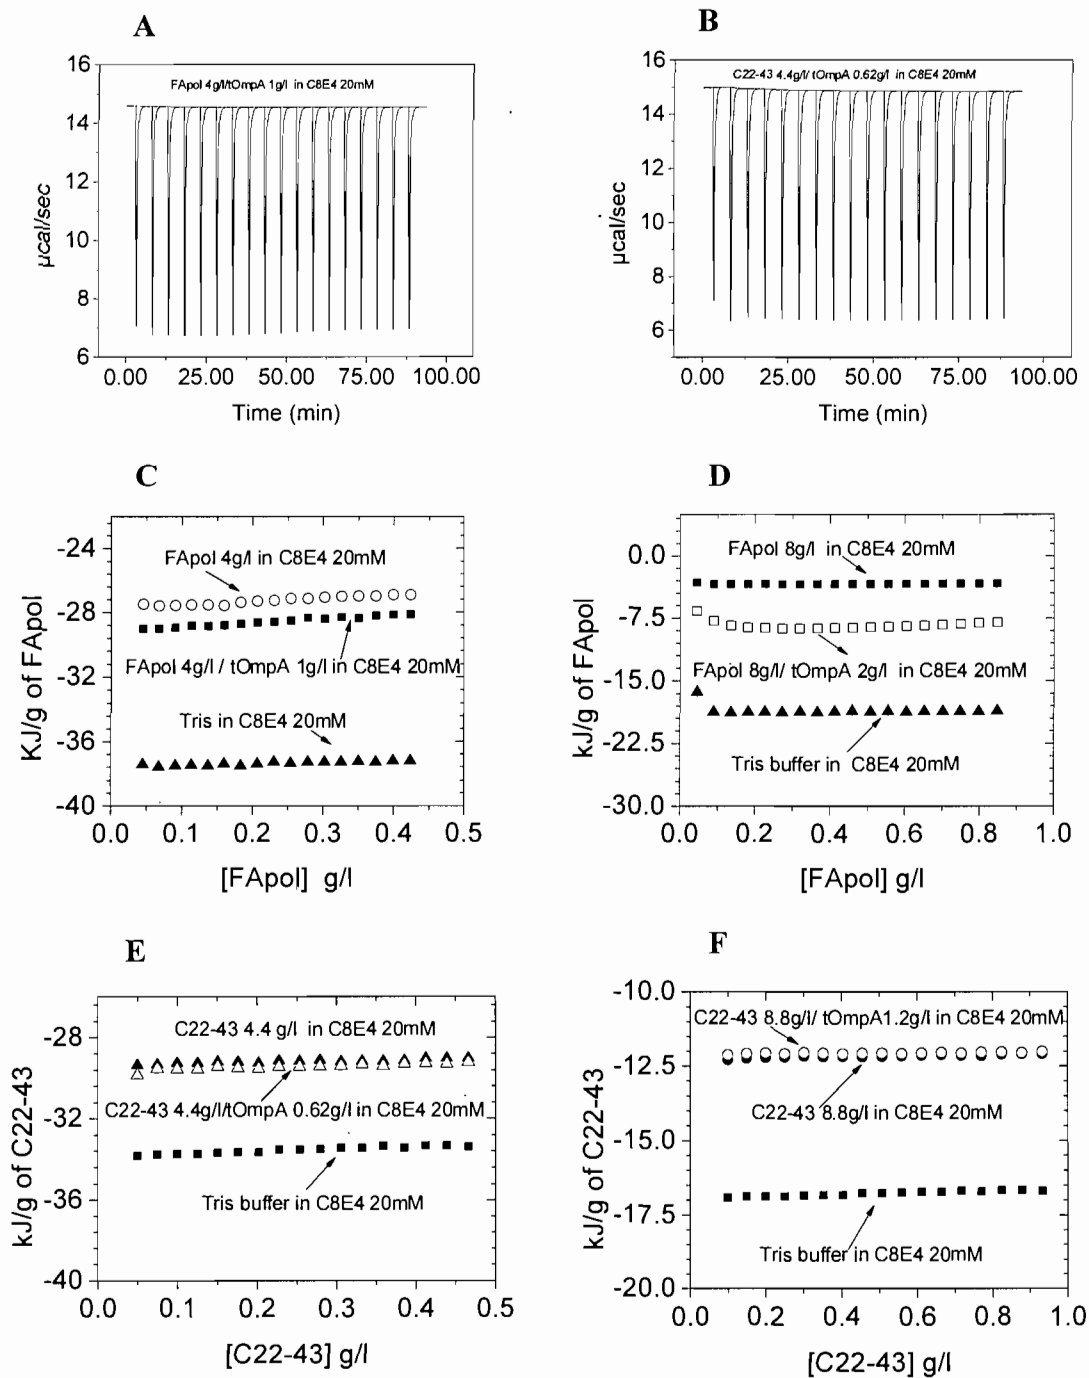 A
B
FApol 4g/l/tOmpA 1g/l in C8E4 20mM
C22-43 4.4g/l/ tOmpA 0.62g/l in C8E4 20mM
16
14
12
10
8
6
µcal/sec
0.00 25.00 50.00 75.00 100.00
Time (min)
16
14
12
10
8
6
µcal/sec
0.00 25.00 50.00 75.00 100.00
Time (min)
C
D
-24
-28
-32
-36
-40
KJ/g of FApol
FApol 4g/l in C8E4 20mM
FApol 4g/l / tOmpA 1g/l in C8E4 20mM
Tris in C8E4 20mM
0.0 0.1 0.2 0.3 0.4 0.5
[FApol] g/l
0.0
-7.5
-15.0
-22.5
-30.0
kJ/g of FApol
FApol 8g/l in C8E4 20mM
FApol 8g/l/ tOmpA 2g/l in C8E4 20mM
Tris buffer in C8E4 20mM
0.0 0.2 0.4 0.6 0.8 1.0
[FApol] g/l
E
F
-28
-32
-36
-40
kJ/g of C22-43
C22-43 4.4 g/l in C8E4 20mM
C22-43 4.4g/l/tOmpA 0.62g/l in C8E4 20mM
Tris buffer in C8E4 20mM
0.0 0.1 0.2 0.3 0.4 0.5
[C22-43] g/l
-10.0
-12.5
-15.0
-17.5
-20.0
kJ/g of C22-43
C22-43 8.8g/l/ tOmpA1.2g/l in C8E4 20mM
C22-43 8.8g/l in C8E4 20mM
Tris buffer in C8E4 20mM
0.0 0.2 0.4 0.6 0.8 1.0
[C22-43] g/l